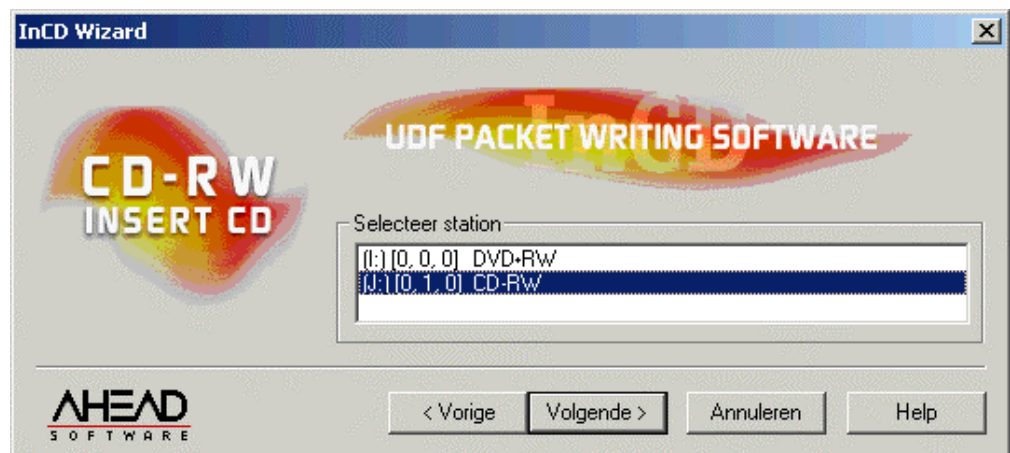 InCD Wizard
CD-RW
INSERT CD
InCD
UDF PACKET WRITING SOFTWARE
Selecteer station
(I:) [0, 0, 0] DVD+RW
(J:) [0, 1, 0] CD-RW
AHEAD
SOFTWARE
< Vorige Volgende > Annuleren Help